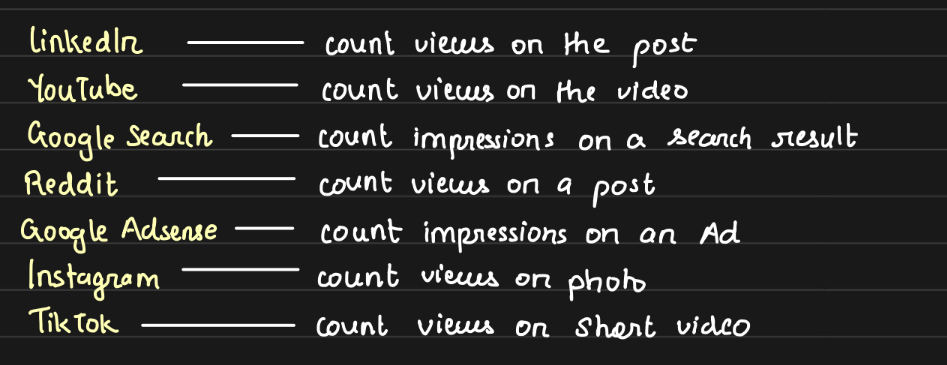 LinkedIn — count views on the post
YouTube — count views on the video
Google Search — count impressions on a search result
Reddit — count views on a post
Google Adsense — count impressions on an Ad
Instagram — count views on photo
TikTok — count views on short video